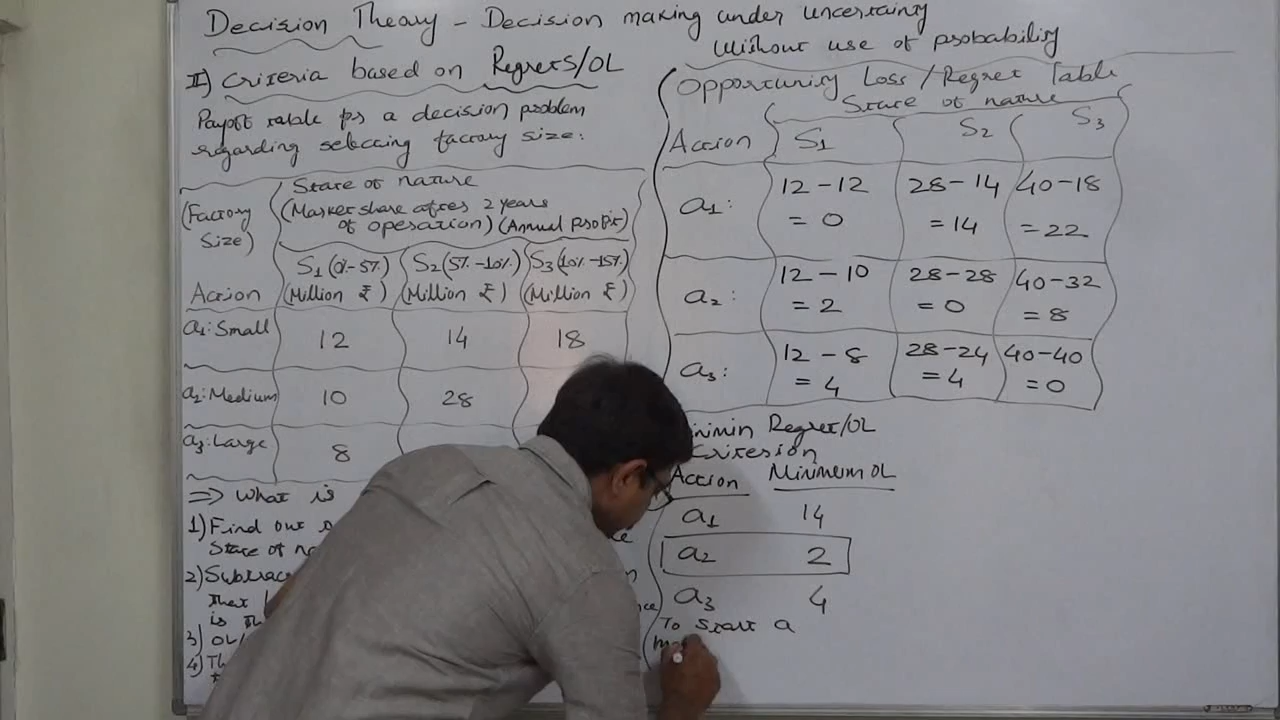 Decision Theory - Decision making under uncertainty
Without use of probability
II) Criteria based on Regrets/OL
Payoff table for a decision problem
regarding selecting factory size:
State of nature
(Factory Size)
(Market share after 2 years
of operation) (Annual profit)
S1 (0%-5%) S2 (5%-10%) S3 (10%-15%)
Action (Million ₹) (Million ₹) (Million ₹)
a1: Small 12 14 18
a2: Medium 10 28
a3: Large 8
⇒ What is
1) Find out
State of
2) Subtract
that
is th
3) OL/
4) Th
Opportunity Loss / Regret Table
State of nature
Action S1 S2 S3
a1: 12-12 28-14 40-18
=0 =14 =22
a2: 12-10 28-28 40-32
=2 =0 =8
a3: 12-8 28-24 40-40
=4 =4 =0
inimin Regret/OL
Criterion
Action Minimum OL
a1 14
a2 2
a3 4
To start a